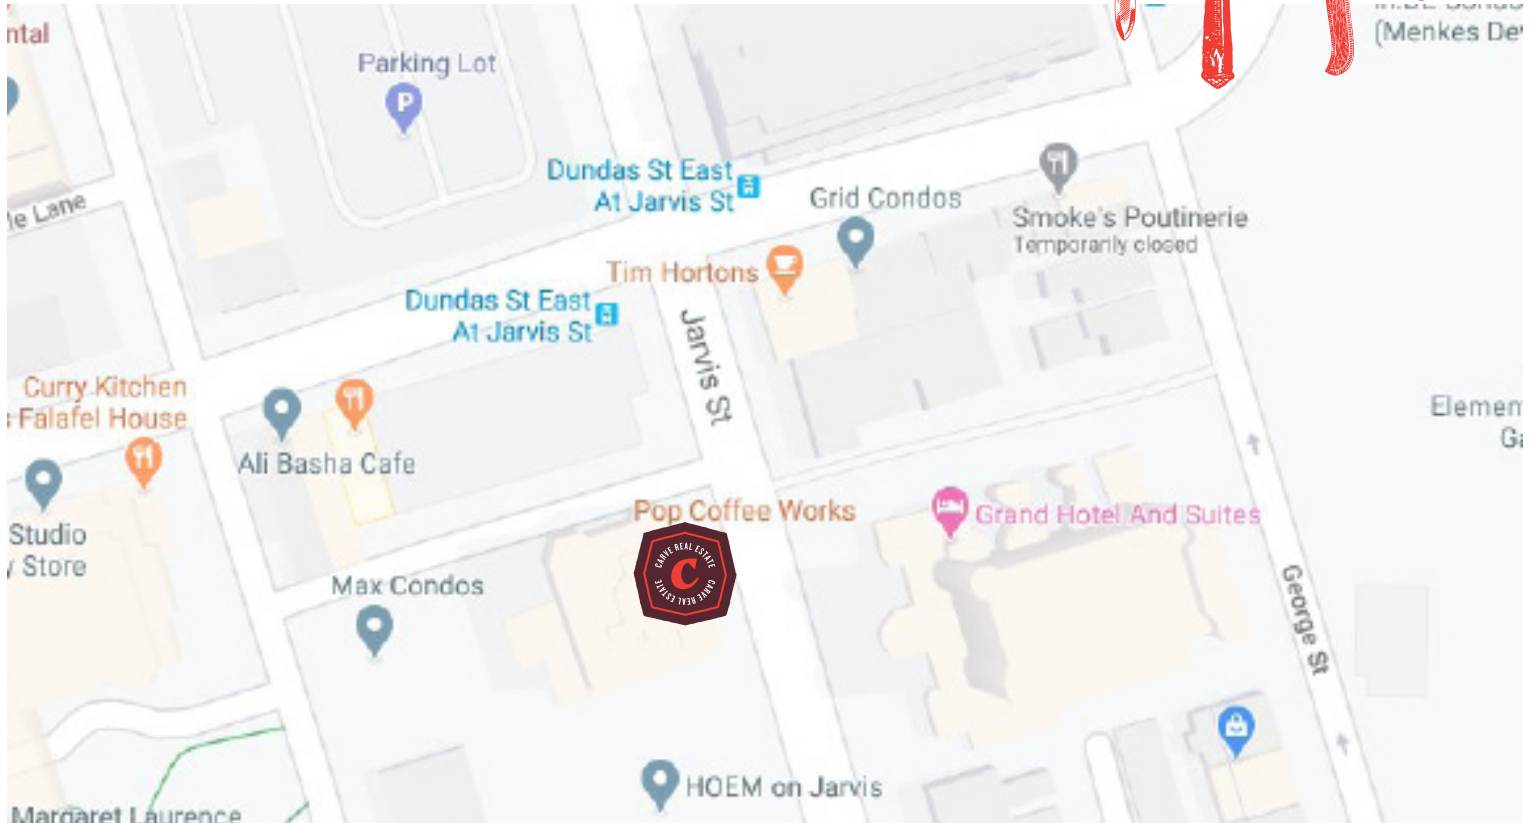 ntal
(Menkes De
Parking Lot
P
Dundas St East
At Jarvis St
Grid Condos
le Lane
Smoke's Poutinerie
Temporarily closed
Tim Hortons
Dundas St East
At Jarvis St
Jarvis St
Curry Kitchen
Falafel House
Elemen
Ga
Ali Basha Cafe
Pop Coffee Works
Grand Hotel And Suites
Studio
y Store
CARVE REAL ESTATE
C
CARVE REAL ESTATE
Max Condos
George St
HOEM on Jarvis
Margaret Laurence